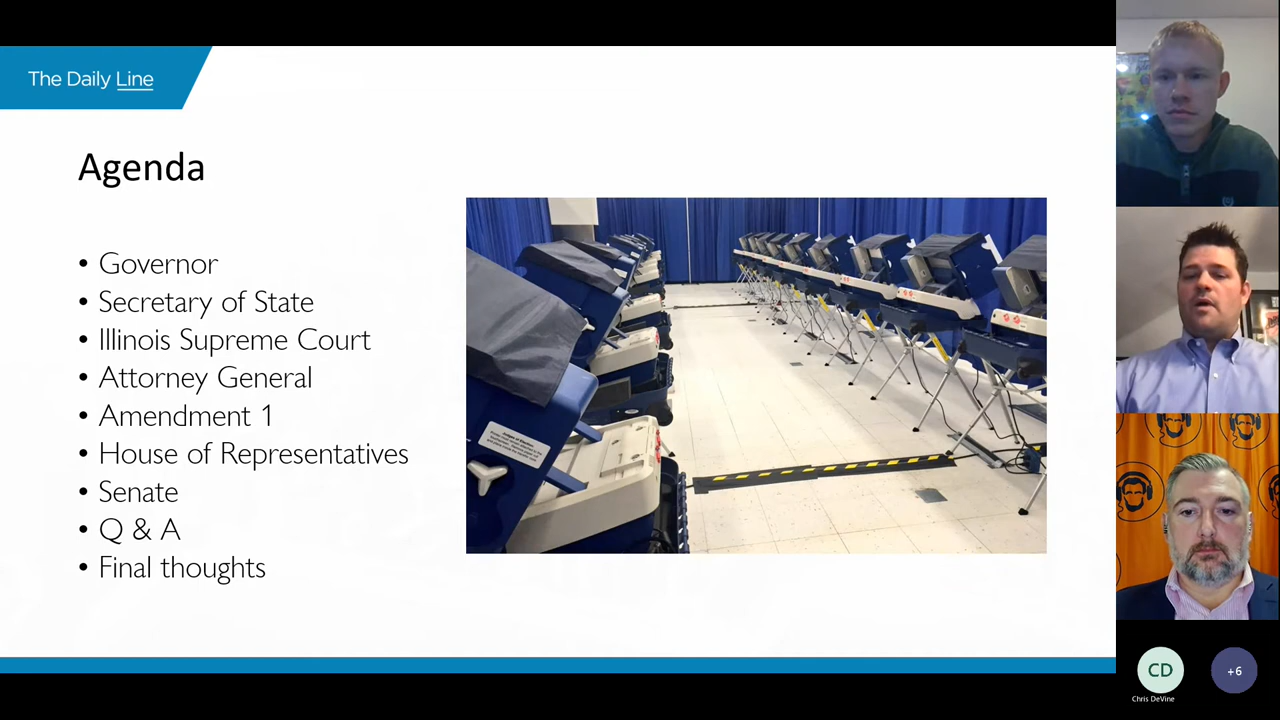 The Daily Line
Agenda
• Governor
• Secretary of State
• Illinois Supreme Court
• Attorney General
• Amendment 1
• House of Representatives
• Senate
• Q & A
• Final thoughts
CD
+6
Chris DeVine